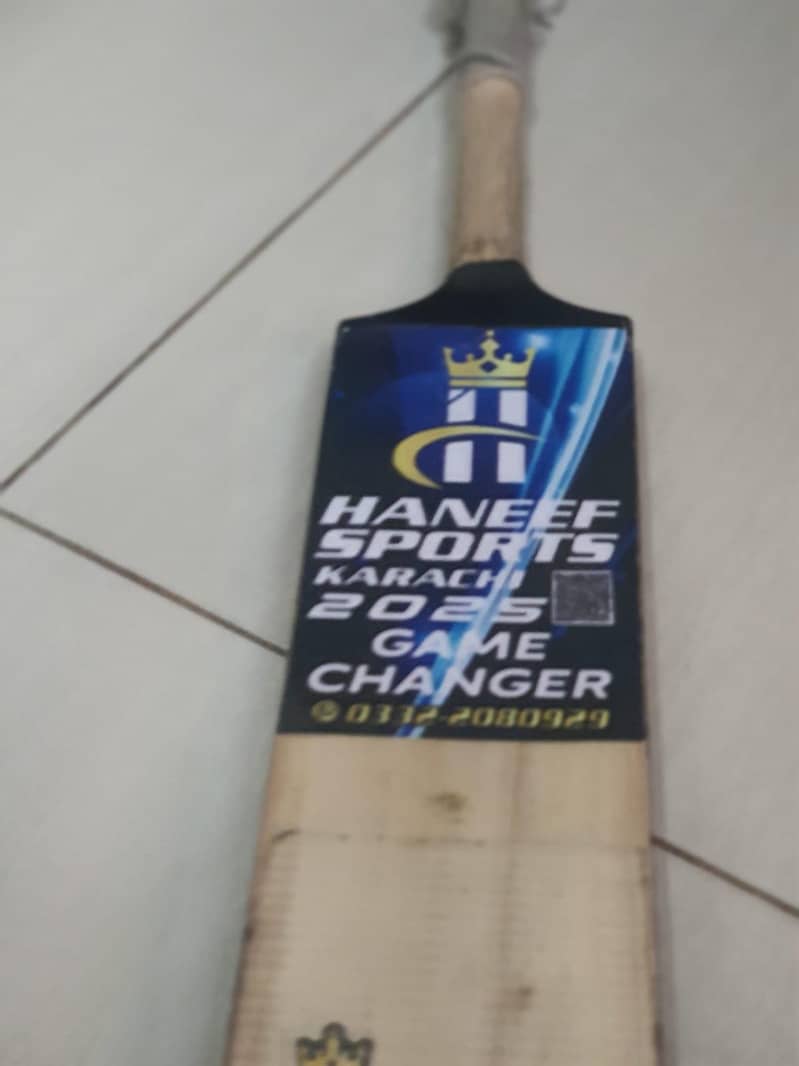 HANEEF
SPORTS
KARACHI
2025
GAME
CHANGER
0332-2080929